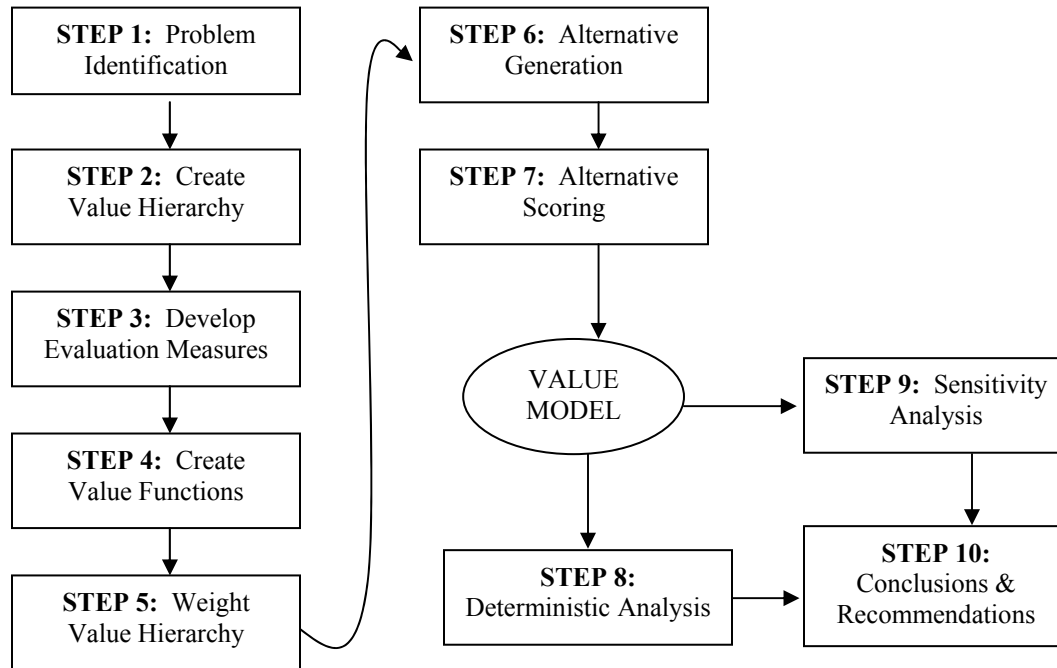 STEP 1: Problem
Identification
STEP 2: Create
Value Hierarchy
STEP 3: Develop
Evaluation Measures
STEP 4: Create
Value Functions
STEP 5: Weight
Value Hierarchy
STEP 6: Alternative
Generation
STEP 7: Alternative
Scoring
VALUE
MODEL
STEP 8:
Deterministic Analysis
STEP 9: Sensitivity
Analysis
STEP 10:
Conclusions &
Recommendations